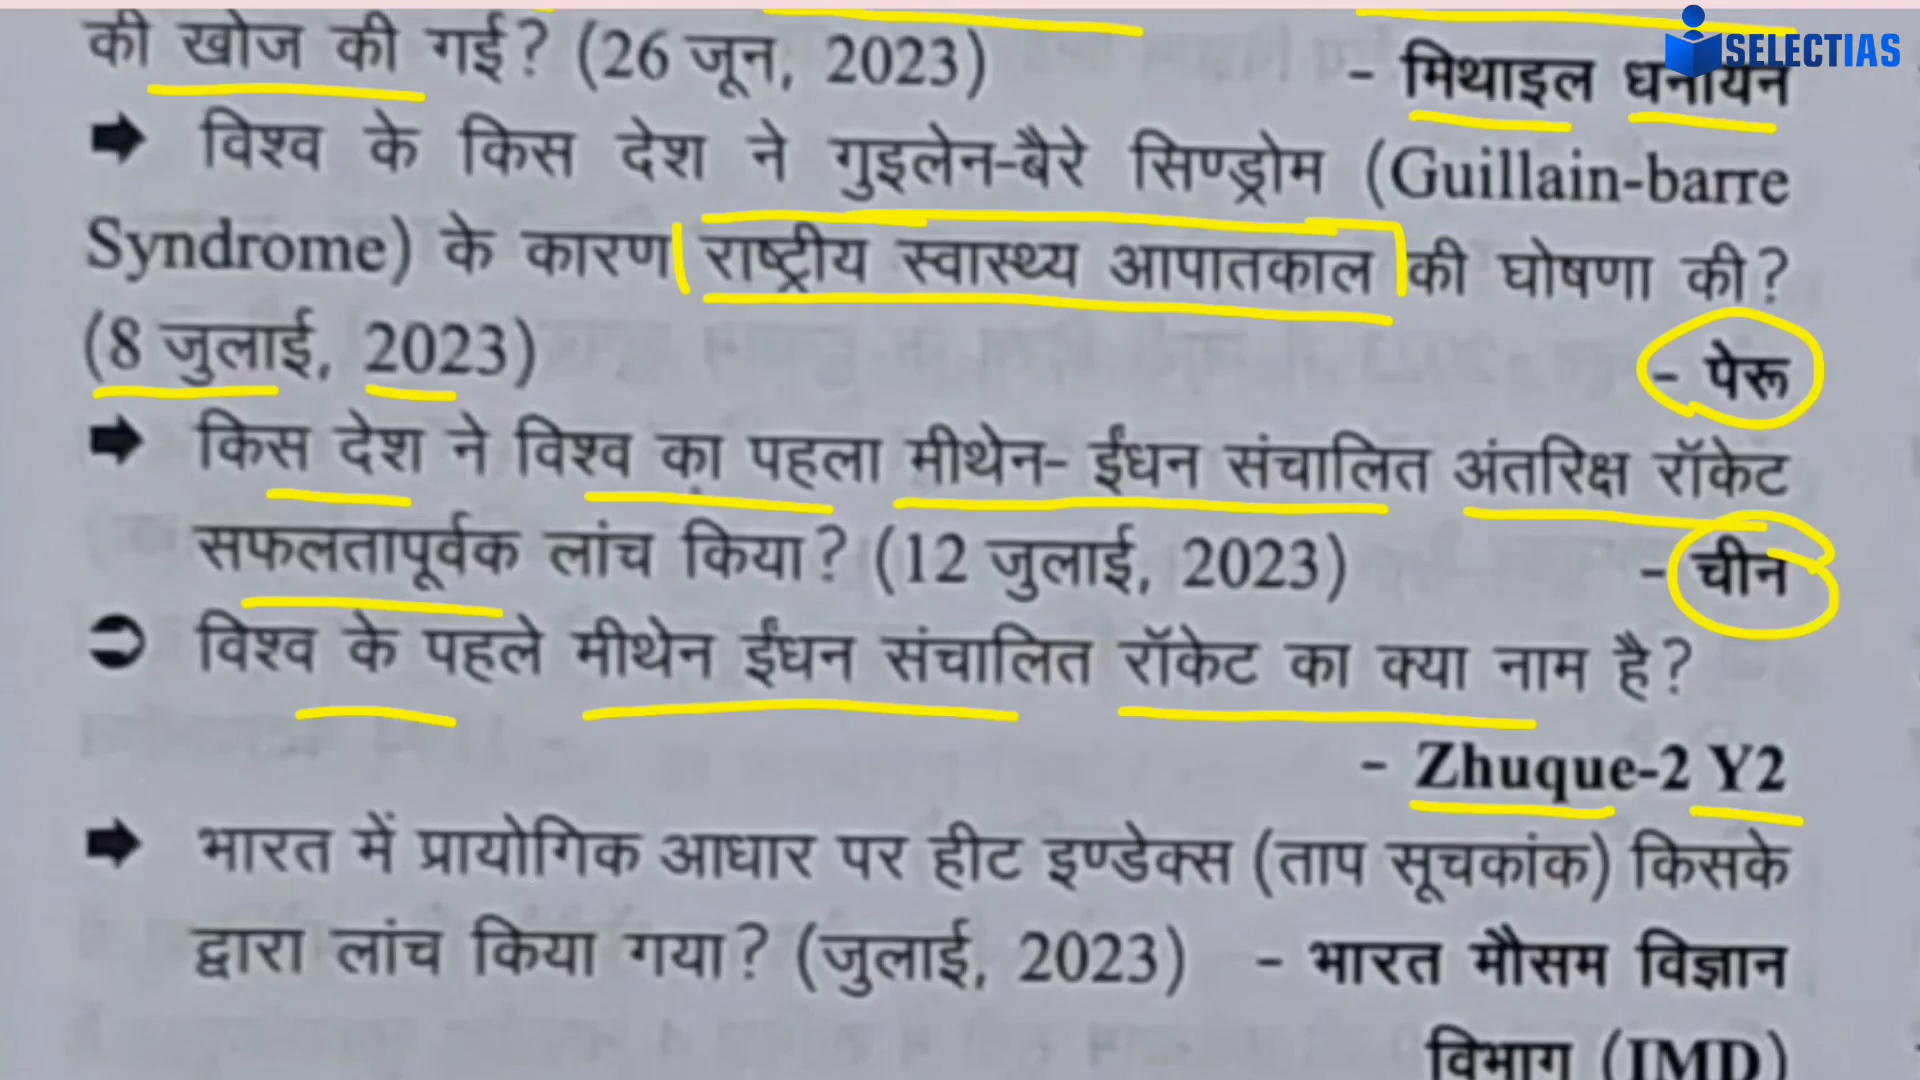 SELECTIAS
की खोज की गई? (26 जून, 2023) - मिथाइल धनायन
विश्व के किस देश ने गुइलेन-बैरे सिण्ड्रोम (Guillain-barre
Syndrome) के कारण राष्ट्रीय स्वास्थ्य आपातकाल की घोषणा की?
(8 जुलाई, 2023) - पेरू
किस देश ने विश्व का पहला मीथेन- ईंधन संचालित अंतरिक्ष रॉकेट
सफलतापूर्वक लांच किया? (12 जुलाई, 2023) - चीन
विश्व के पहले मीथेन ईंधन संचालित रॉकेट का क्या नाम है?
- Zhuque-2 Y2
भारत में प्रायोगिक आधार पर हीट इण्डेक्स (ताप सूचकांक) किसके
द्वारा लांच किया गया? (जुलाई, 2023) - भारत मौसम विज्ञान
विभाग (IMD)